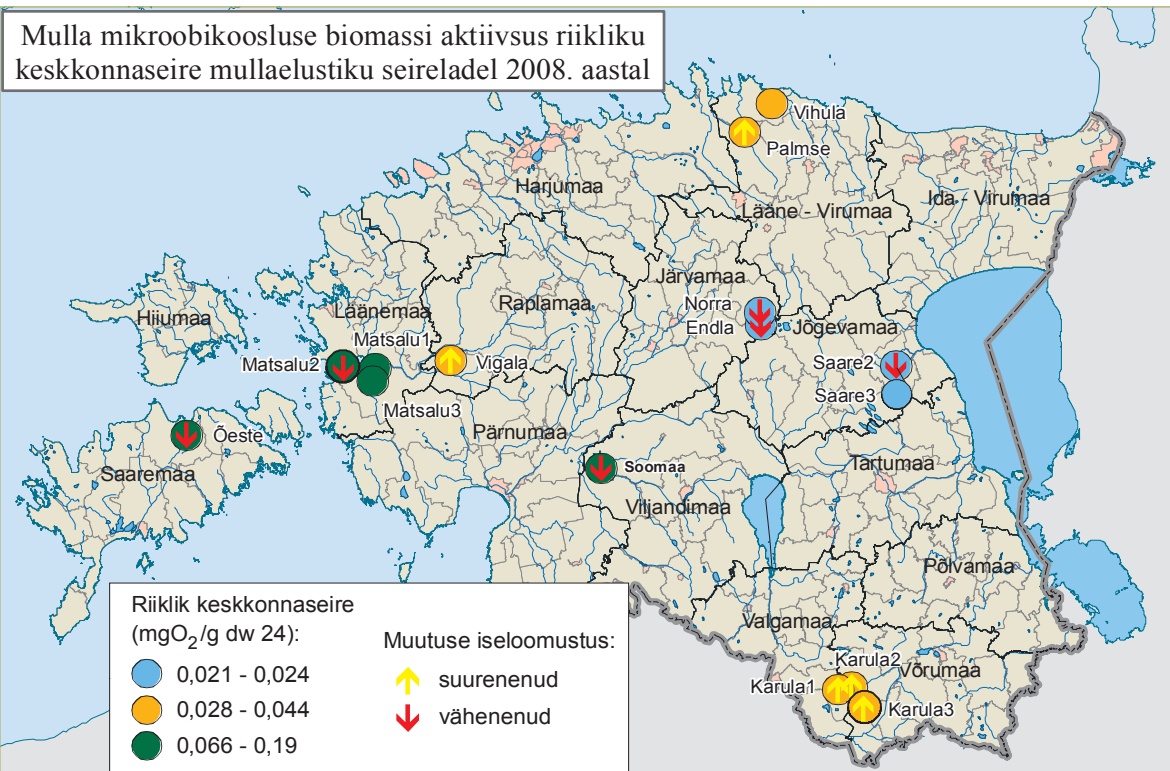 Mulla mikroobikoosluse biomassi aktiivsus riikliku
keskkonnaseire mullaelustiku seireladel 2008. aastal
Vihula
Palmse
Harjumaa
Lääne - Virumaa
Ida - Virumaa
Järvamaa
Raplamaa
Norra
Endla
Jõgevamaa
Hiiumaa
Läänemaa
Matsalu1
Matsalu2
Vigala
Saare2
Saare3
Matsalu3
Pärnumaa
Õeste
Saaremaa
Soomaa
Tartumaa
Viljandimaa
Põlvamaa
Valgamaa
Karula2
Võrumaa
Karula1
Karula3
Riiklik keskkonnaseire
(mgO2/g dw 24):
0,021 - 0,024
0,028 - 0,044
0,066 - 0,19
Muutuse iseloomustus:
suurenenud
vähenenud